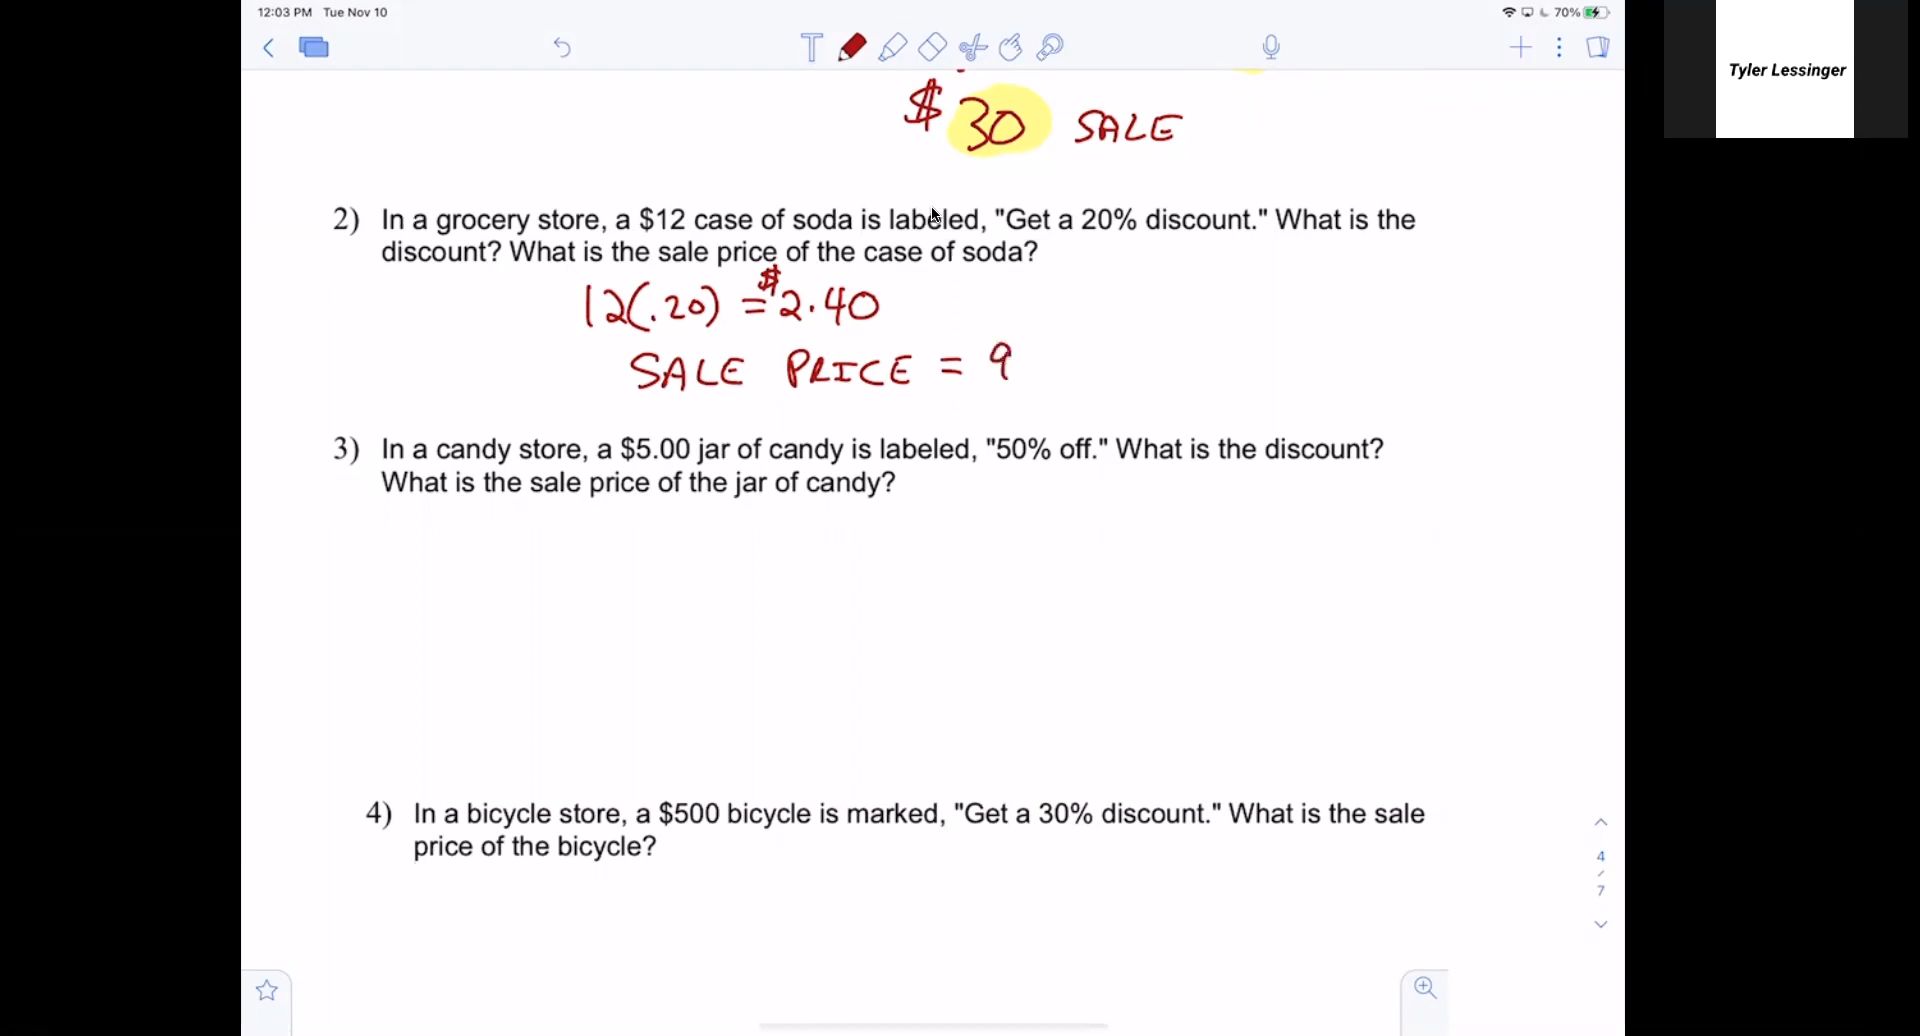 12:03 PM Tue Nov 10
70%
Tyler Lessinger
T
$30 SALE
2) In a grocery store, a $12 case of soda is labeled, "Get a 20% discount." What is the
discount? What is the sale price of the case of soda?
12(.20) = $2.40
SALE PRICE = 9
3) In a candy store, a $5.00 jar of candy is labeled, "50% off." What is the discount?
What is the sale price of the jar of candy?
4) In a bicycle store, a $500 bicycle is marked, "Get a 30% discount." What is the sale
price of the bicycle?
4
/
7